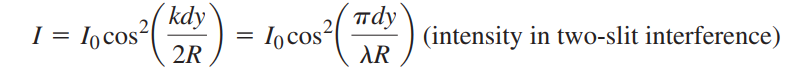 I = I₀cos²(kdy/2R) = I₀cos²(πdy/λR) (intensity in two-slit interference)